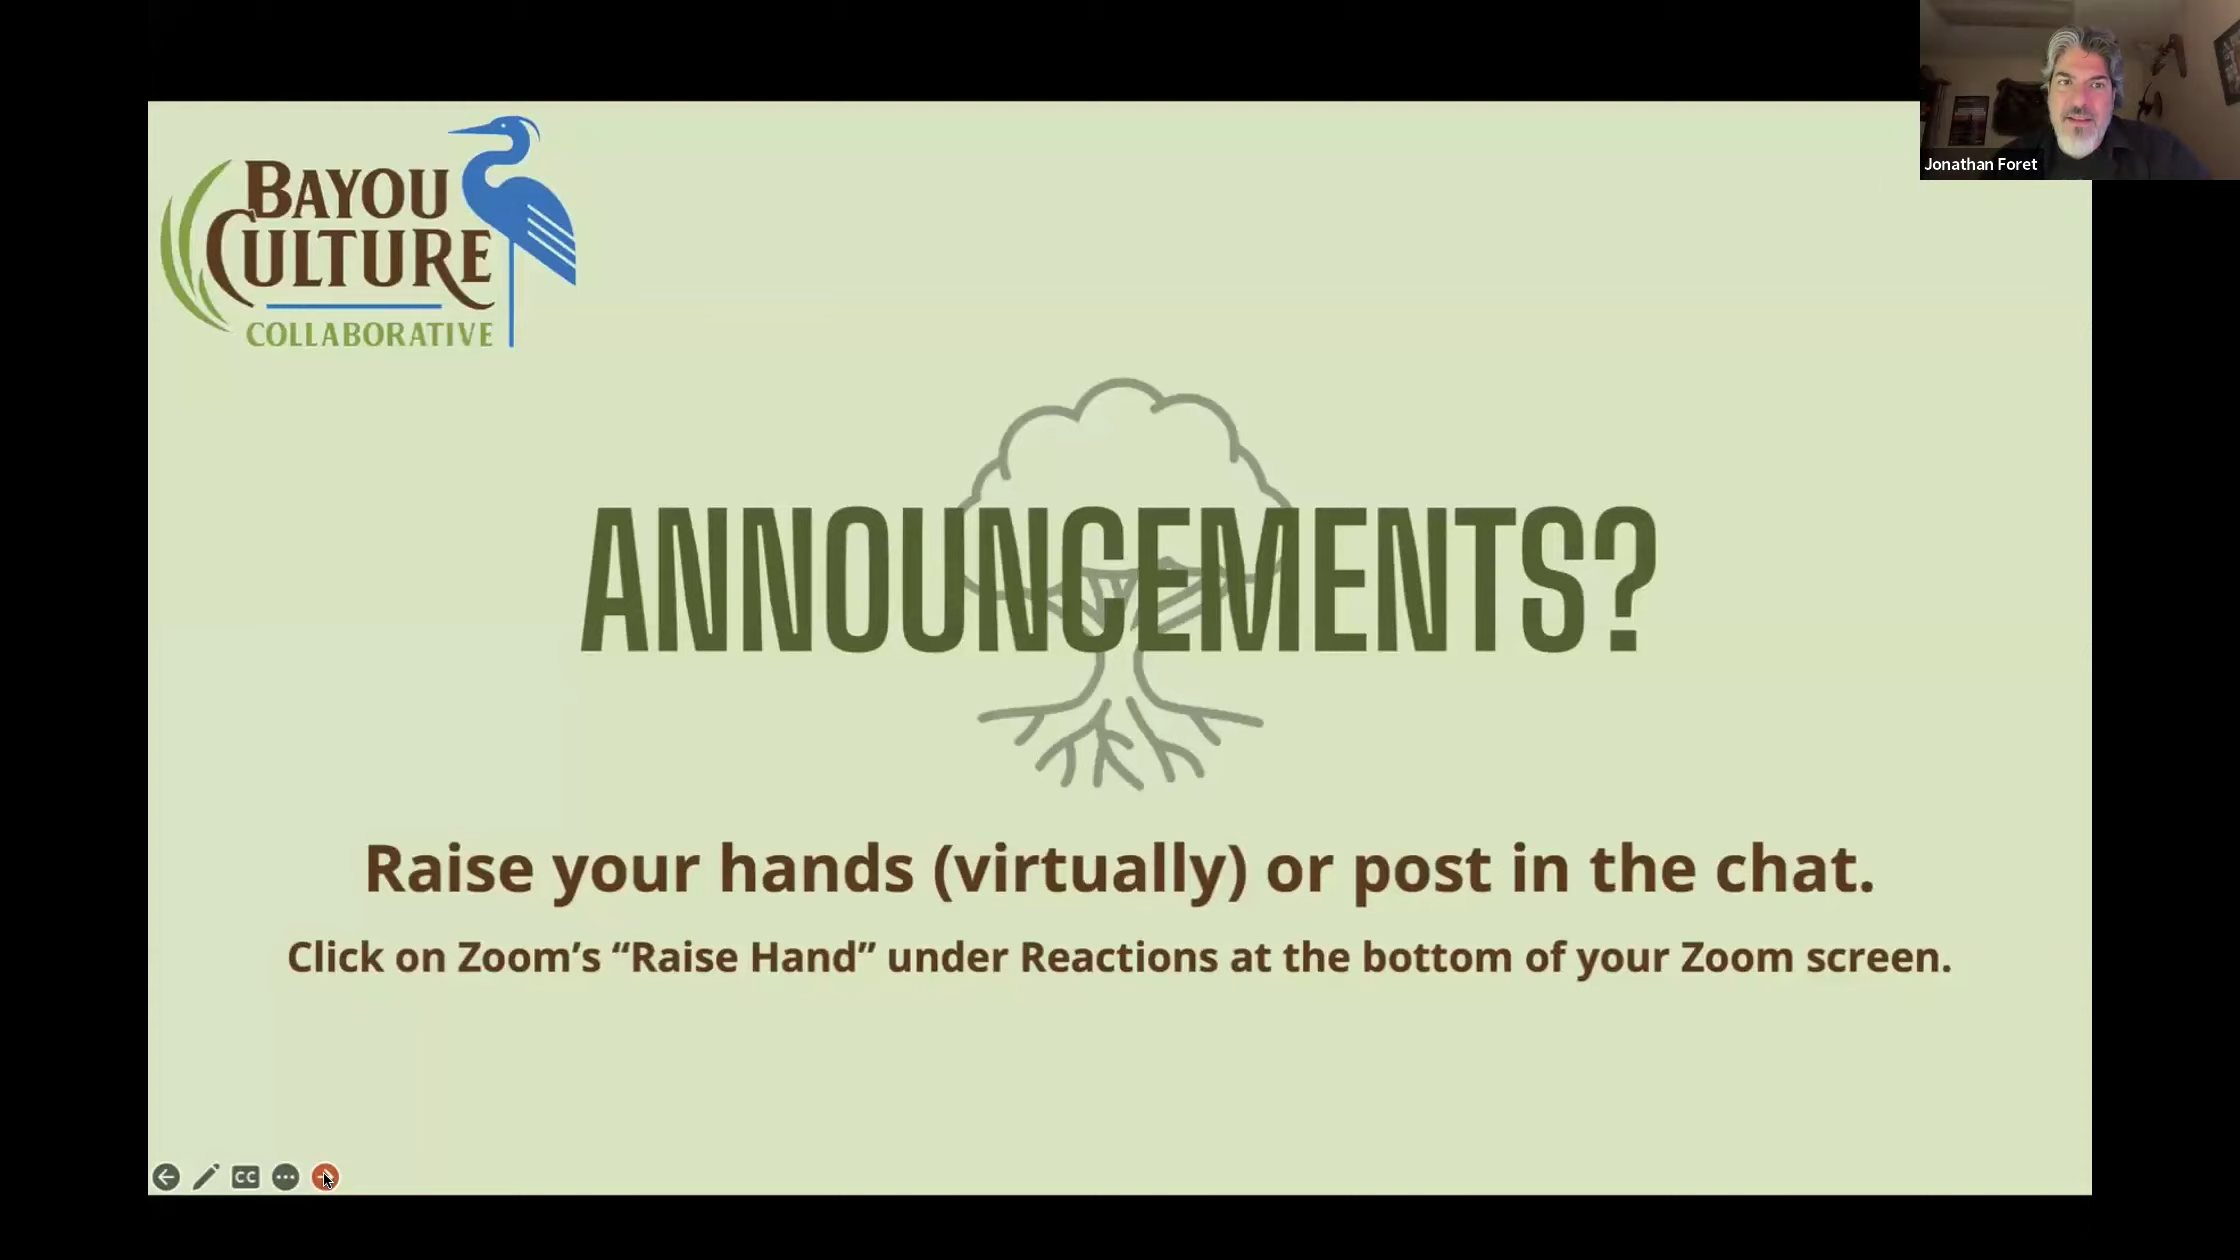 Jonathan Foret
BAYOU
CULTURE
COLLABORATIVE
ANNOUNCEMENTS?
Raise your hands (virtually) or post in the chat.
Click on Zoom’s “Raise Hand” under Reactions at the bottom of your Zoom screen.
CC